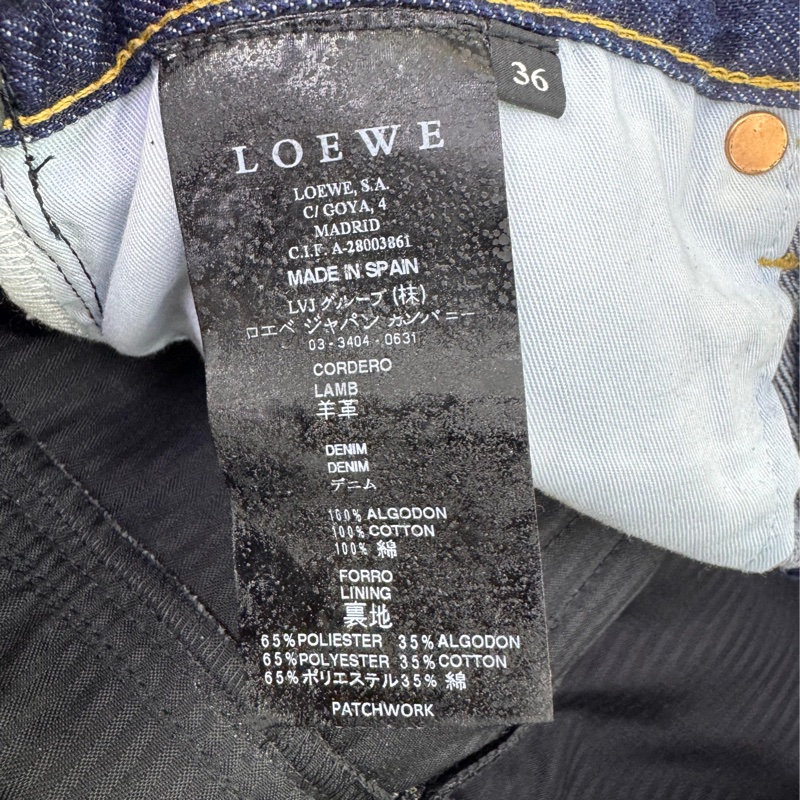 LOEWE
36
LOEWE, S.A.
C/ GOYA, 4
MADRID
C.I.F. A-28003861
MADE IN SPAIN
LVJ グループ (株)
ロエベ ジャパン カンパニー
03-3404-0631
CORDERO
LAMB
羊革
DENIM
DENIM
デニム
100% ALGODON
100% COTTON
100% 綿
FORRO
LINING
裏地
65%POLIESTER 35%ALGODON
65%POLYESTER 35%COTTON
65%ポリエステル35% 綿
PATCHWORK